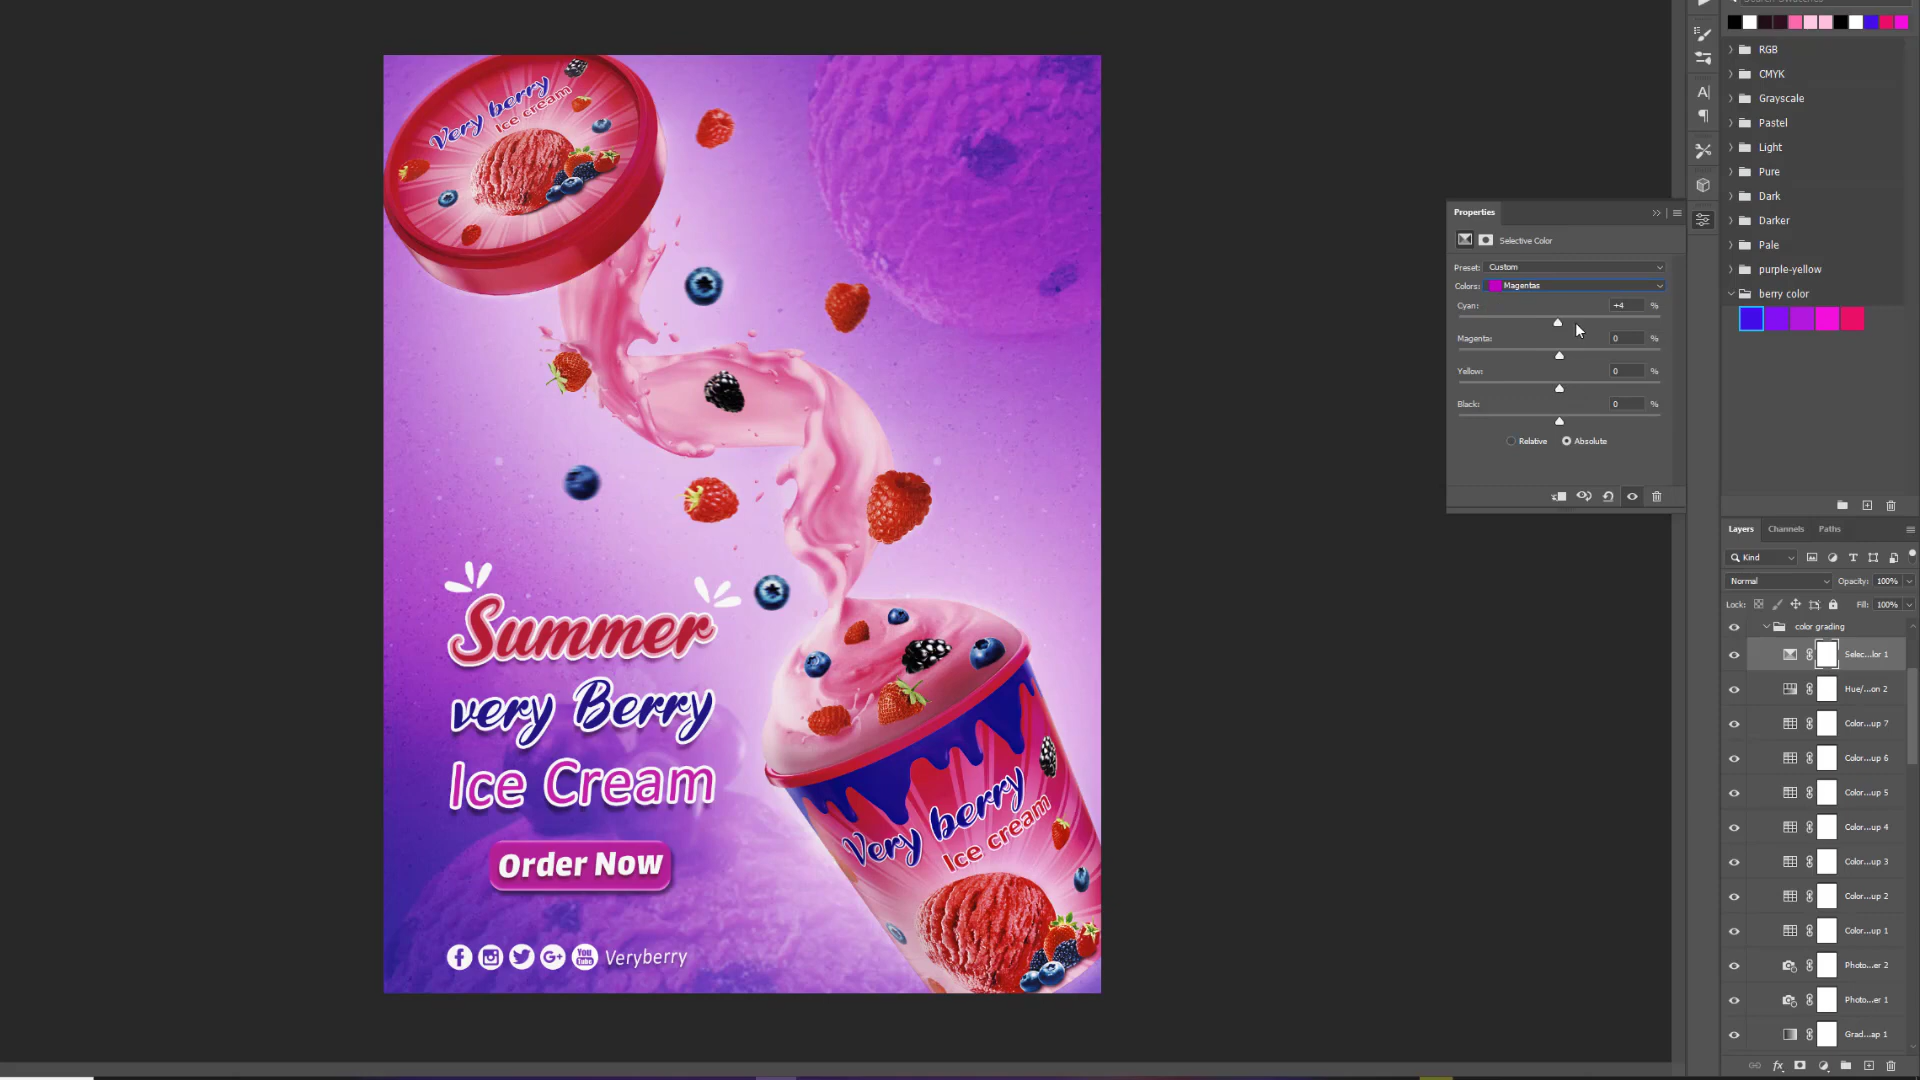 Very berry
Ice cream
Summer
very Berry
Ice Cream
Order Now
Veryberry
You
Tube
G+
Very berry
Ice cream
Properties
Selective Color
Preset: Custom
Colors: Magentas
Cyan: +4 %
Magenta: 0 %
Yellow: 0 %
Black: 0 %
Relative Absolute
RGB
CMYK
Grayscale
Pastel
Light
Pure
Dark
Darker
Pale
purple-yellow
berry color
Layers Channels Paths
Kind
Normal Opacity: 100%
Lock: Fill: 100%
color grading
Selec...lor 1
Hue/...on 2
Color...up 7
Color...up 6
Color...up 5
Color...up 4
Color...up 3
Color...up 2
Color...up 1
Photo...er 2
Photo...er 1
Grad...ap 1
fx